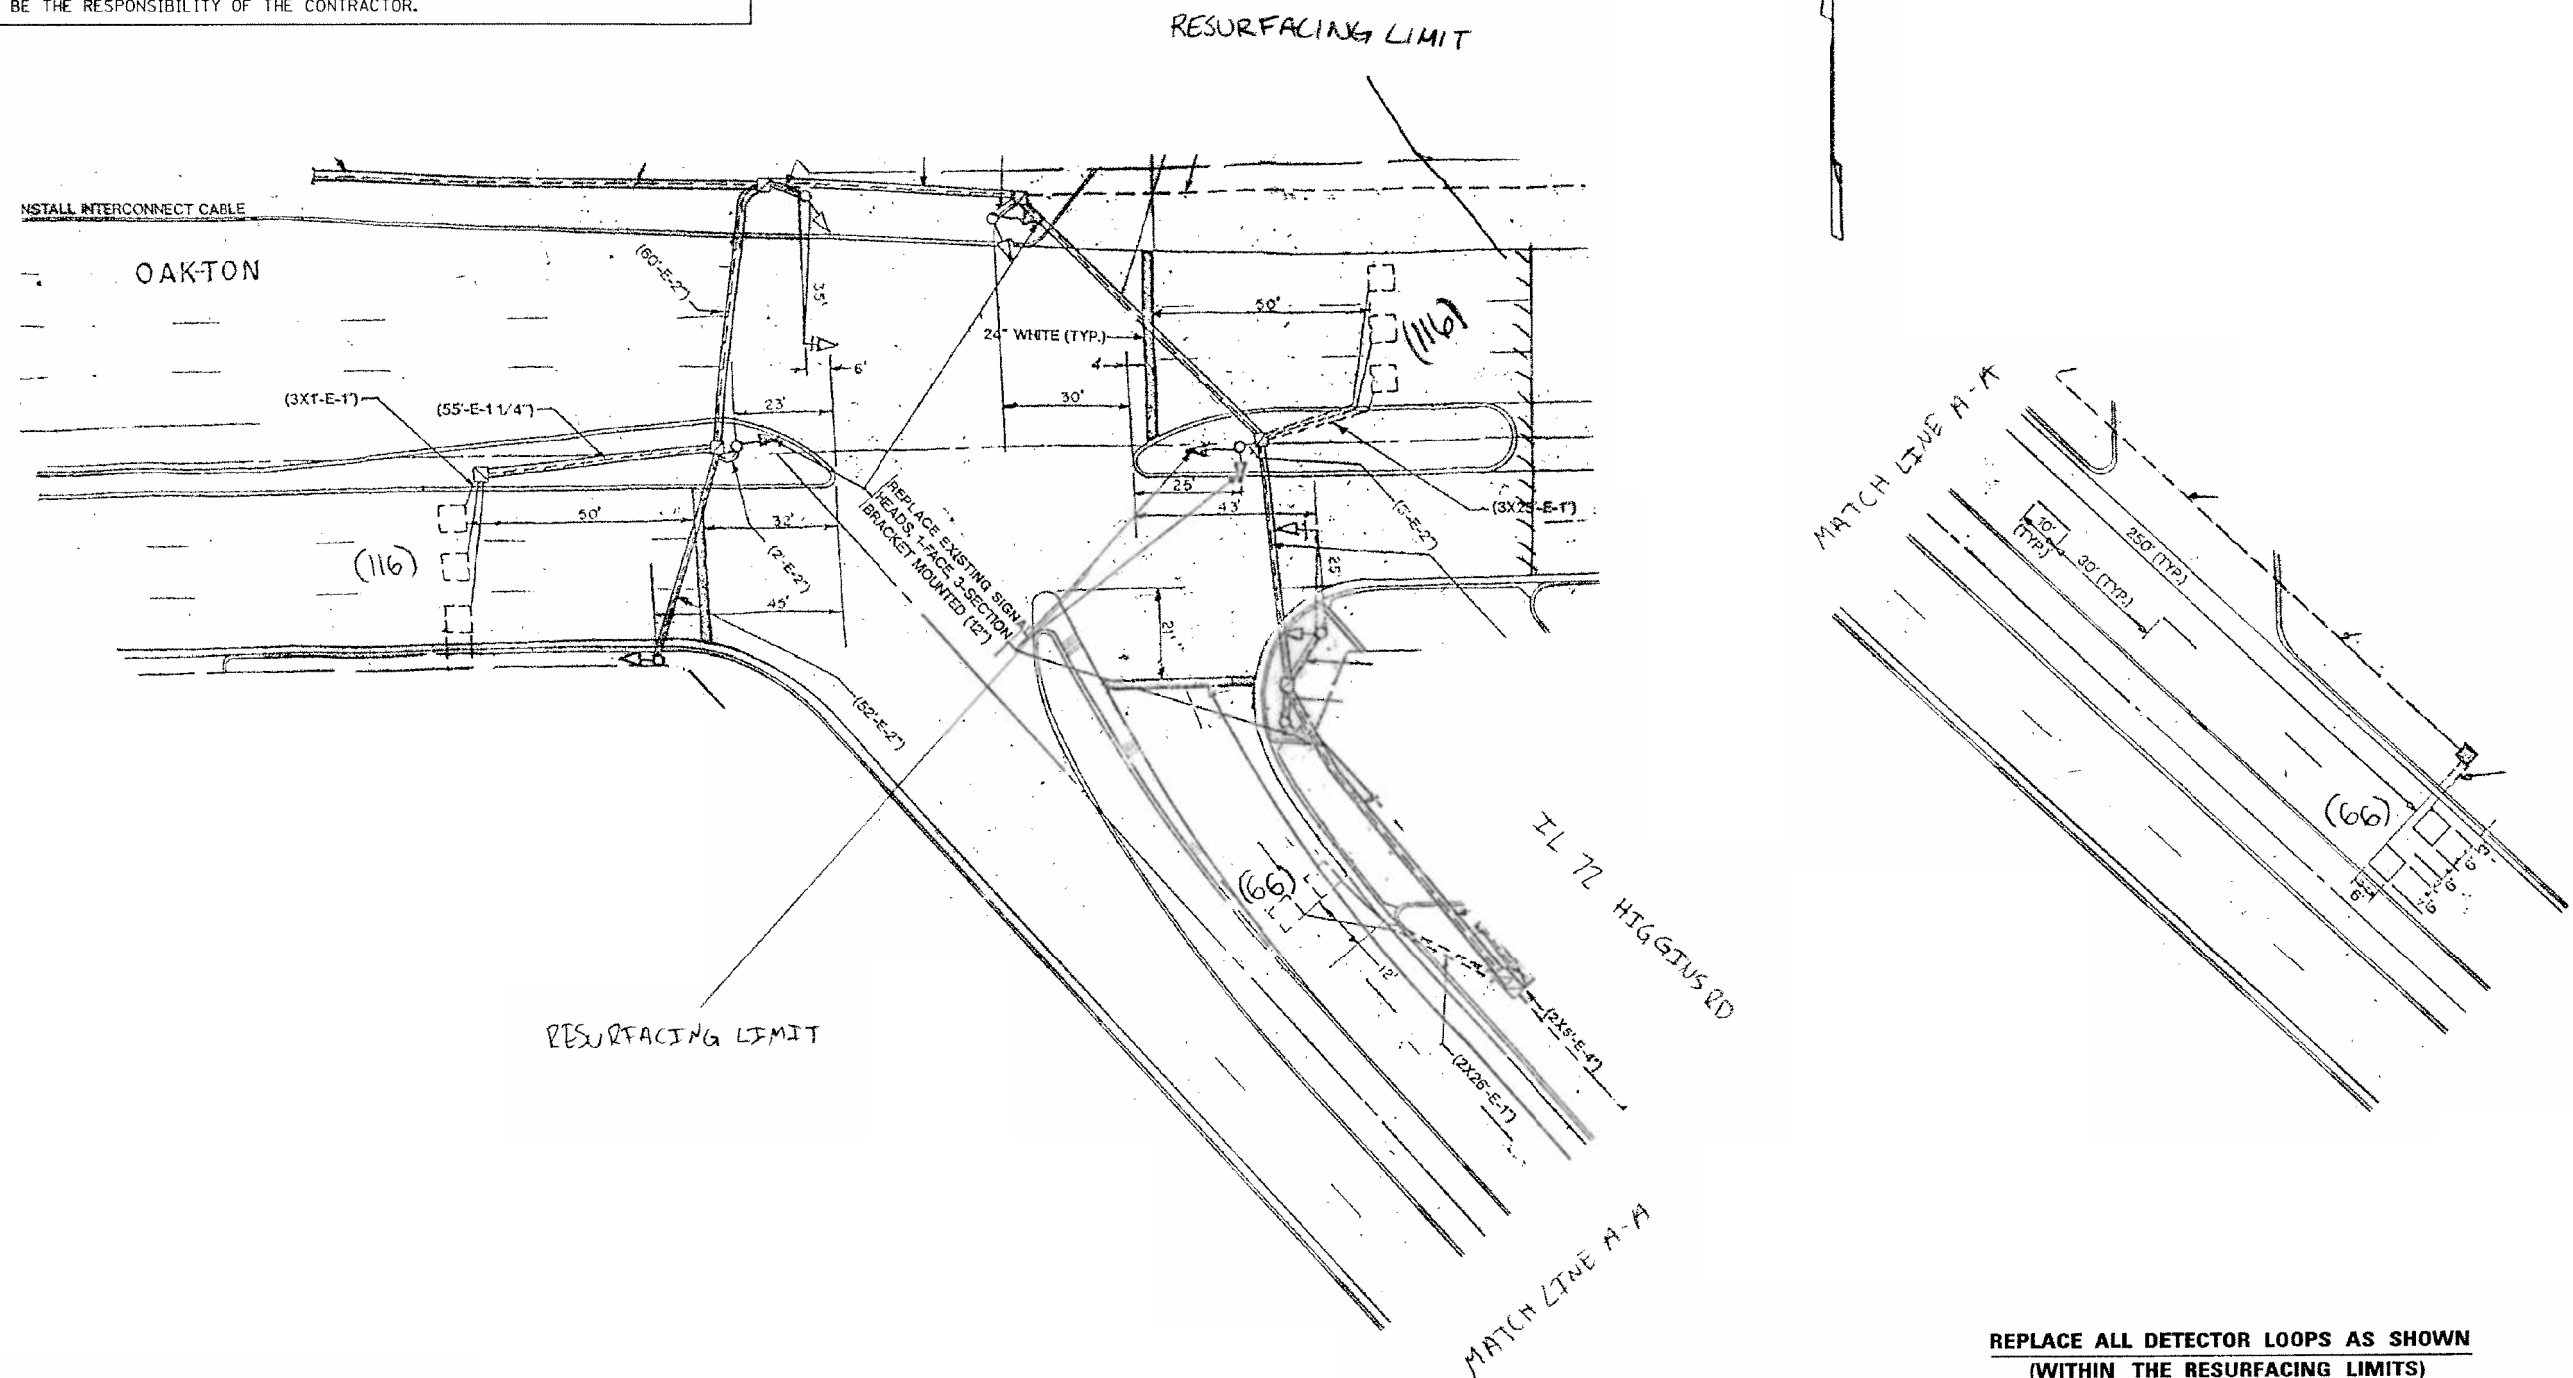 BE THE RESPONSIBILITY OF THE CONTRACTOR.
RESURFACING LIMIT
NSTALL INTERCONNECT CABLE
OAKTON
(60'-E-2")
35'
6'
24" WHITE (TYP.)
4
50'
(116)
(3X1'-E-1")
(55'-E-1 1/4")
23'
30'
MATCH LINE A-A
10'
(TYP.)
30' (TYP.)
250' (TYP.)
50'
32'
(2'-E-2")
45'
(116)
REPLACE EXISTING SIGNA
HEADS, 1-FACE, 3-SECTION
BRACKET MOUNTED (12")
25'
43'
25'
(3X25'-E-1")
21'
(52'-E-2")
IL 72 HIGGINS RD
(66)
12'
(66)
6'
6'
6'
RESURFACING LIMIT
(2X5'-E-4")
(2X26'-E-1")
MATCH LINE A-A
REPLACE ALL DETECTOR LOOPS AS SHOWN
(WITHIN THE RESURFACING LIMITS)